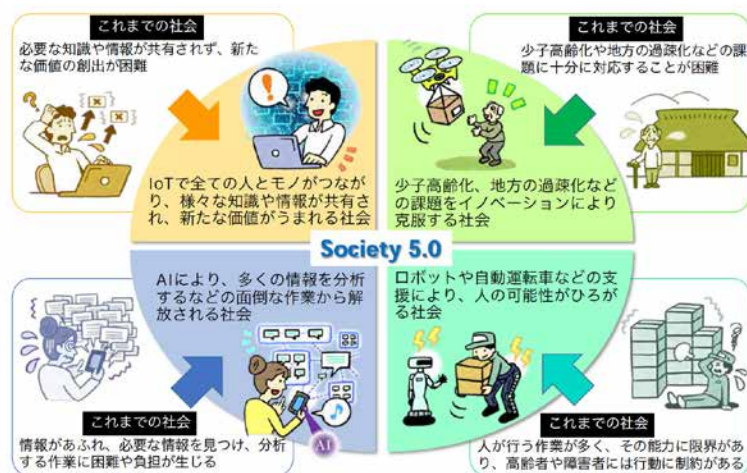 これまでの社会
必要な知識や情報が共有されず、新た
な価値の創出が困難
これまでの社会
少子高齢化や地方の過疎化などの課
題に十分に対応することが困難
IoTで全ての人とモノがつなが
り、様々な知識や情報が共有され
、新たな価値がうまれる社会
少子高齢化、地方の過疎化など
の課題をイノベーションにより
克服する社会
Society 5.0
AIにより、多くの情報を分析
するなどの面倒な作業から解
放される社会
ロボットや自動運転車などの支
援により、人の可能性がひろが
る社会
AI
これまでの社会
情報があふれ、必要な情報を見つけ、分析
する作業に困難や負担が生じる
これまでの社会
人が行う作業が多く、その能力に限界があ
り、高齢者や障害者には行動に制約がある